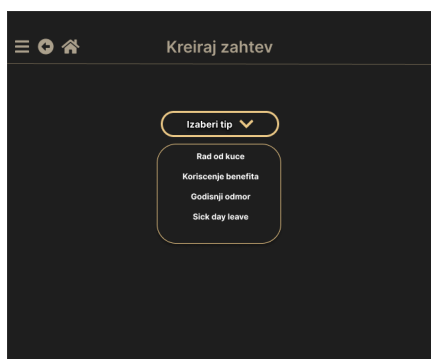 Kreiraj zahtev
Izaberi tip
Rad od kuce
Koriscenje benefita
Godisnji odmor
Sick day leave